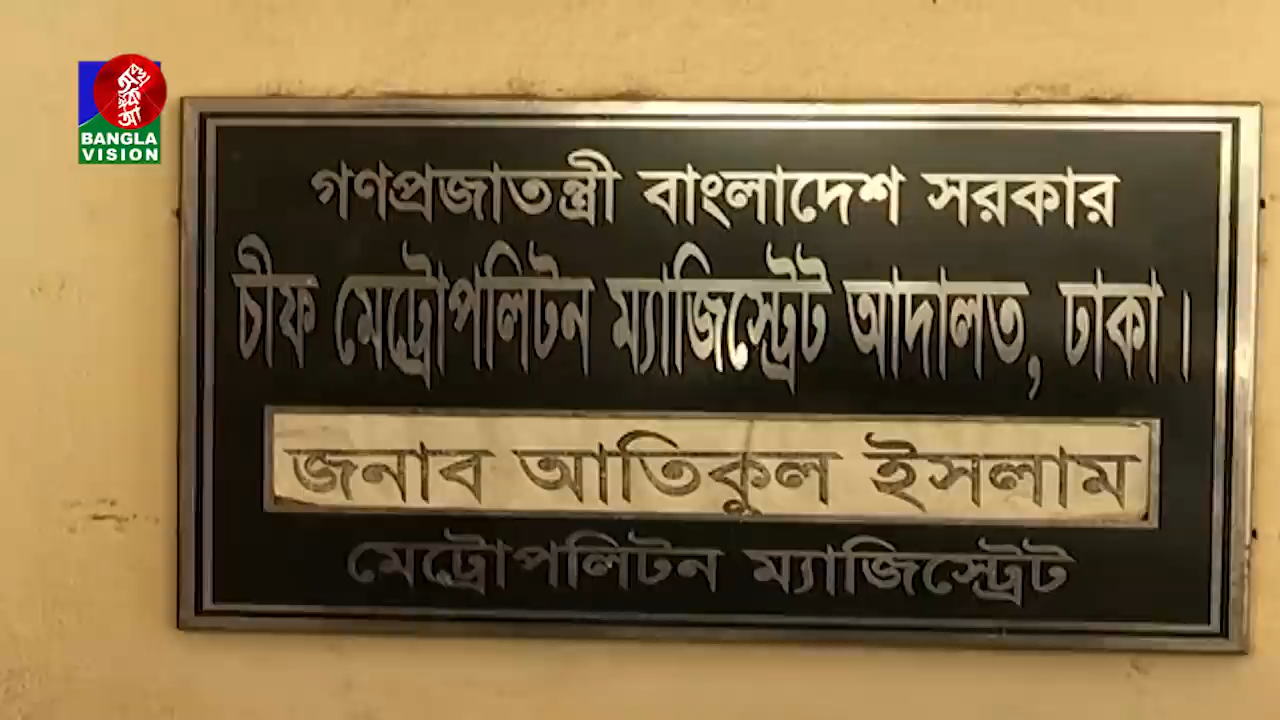 BANGLA
VISION
গণপ্রজাতন্ত্রী বাংলাদেশ সরকার
চীফ মেট্রোপলিটন ম্যাজিস্ট্রেট আদালত, ঢাকা।
জনাব আতিকুল ইসলাম
মেট্রোপলিটন ম্যাজিস্ট্রেট